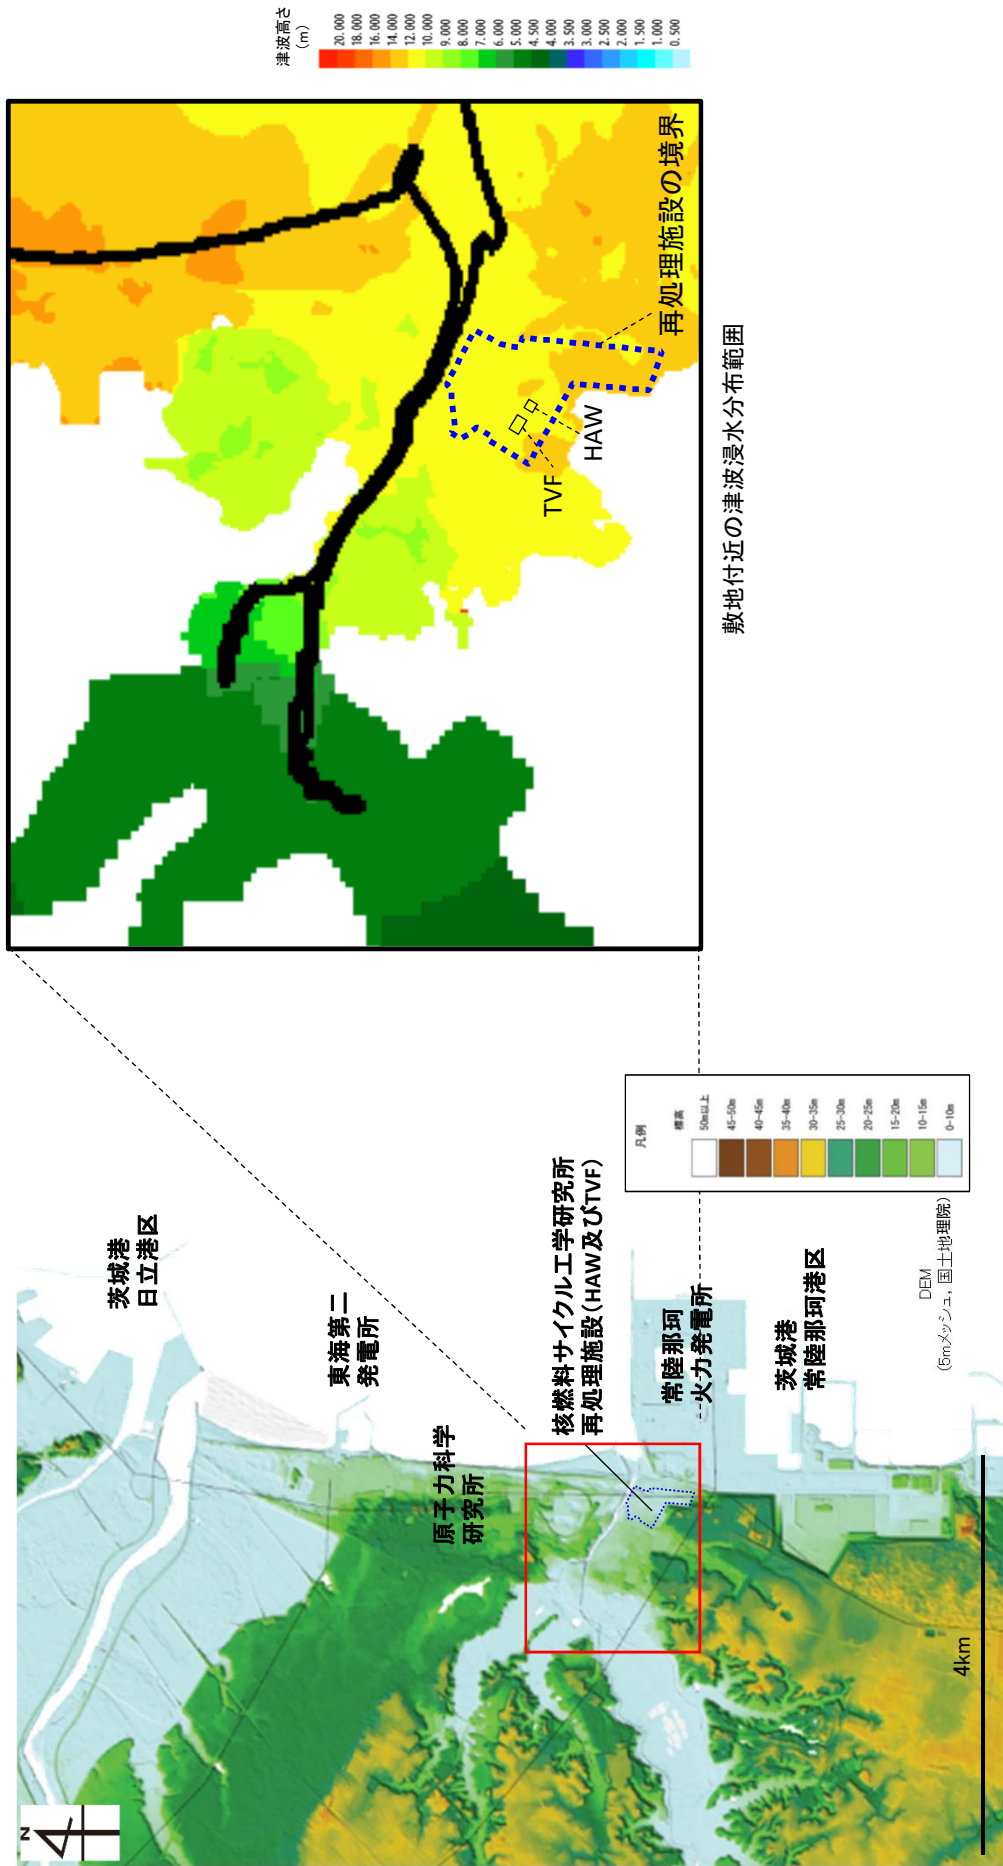 N
茨城港
日立港区
東海第二
発電所
原子力科学
研究所
核燃料サイクル工学研究所
再処理施設(HAW及びTVF)
常陸那珂
火力発電所
茨城港
常陸那珂港区
4km
DEM
(5mメッシュ, 国土地理院)
凡例
標高
50m以上
45-50m
40-45m
35-40m
30-35m
25-30m
20-25m
15-20m
10-15m
0-10m
TVF
HAW
再処理施設の境界
敷地付近の津波浸水分布範囲
津波高さ
(m)
20.000
18.000
16.000
14.000
12.000
10.000
9.000
8.000
7.000
6.000
5.000
4.500
4.000
3.500
3.000
2.500
2.000
1.500
1.000
0.500